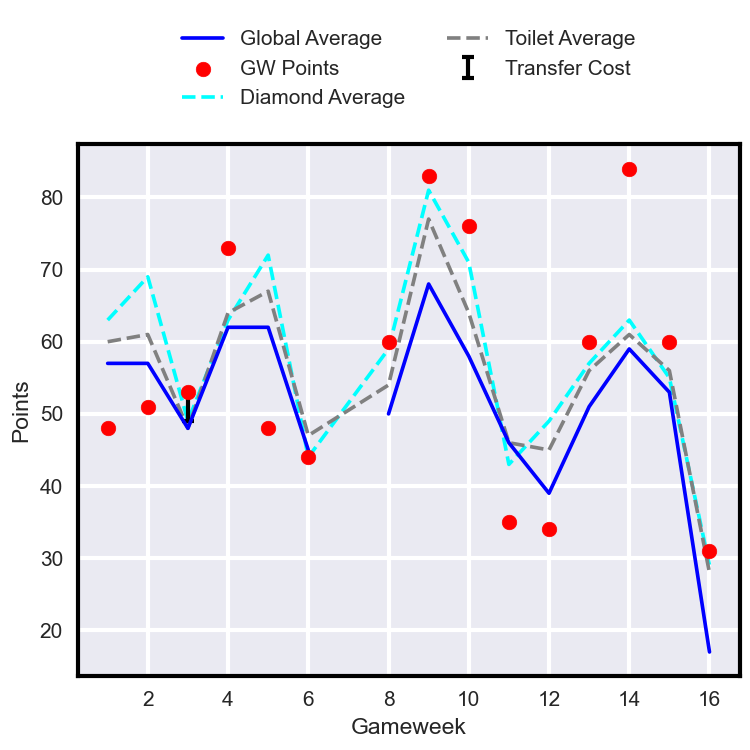 Global Average
GW Points
Diamond Average
Toilet Average
Transfer Cost
80
70
60
50
40
30
20
Points
2 4 6 8 10 12 14 16
Gameweek